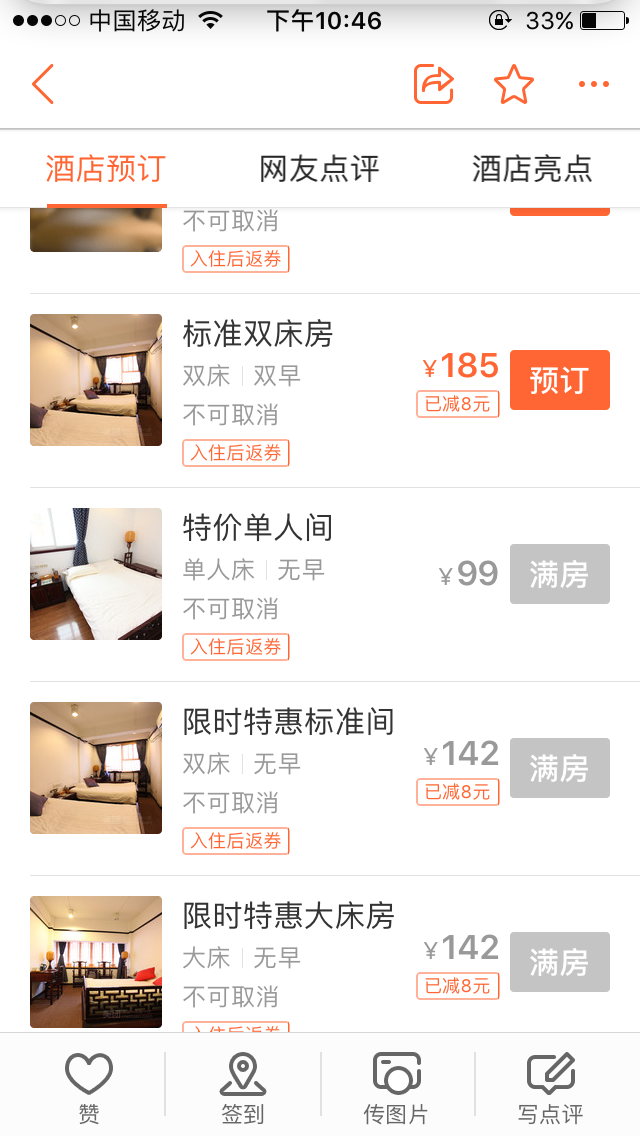 中国移动 下午10:46 33%
酒店预订 网友点评 酒店亮点
不可取消
入住后返券
标准双床房
双床 双早
¥185 预订
已减8元
不可取消
入住后返券
特价单人间
单人床 无早
¥99 满房
不可取消
入住后返券
限时特惠标准间
双床 无早
¥142 满房
已减8元
不可取消
入住后返券
限时特惠大床房
大床 无早
¥142 满房
已减8元
不可取消
入住后返券
赞 签到 传图片 写点评